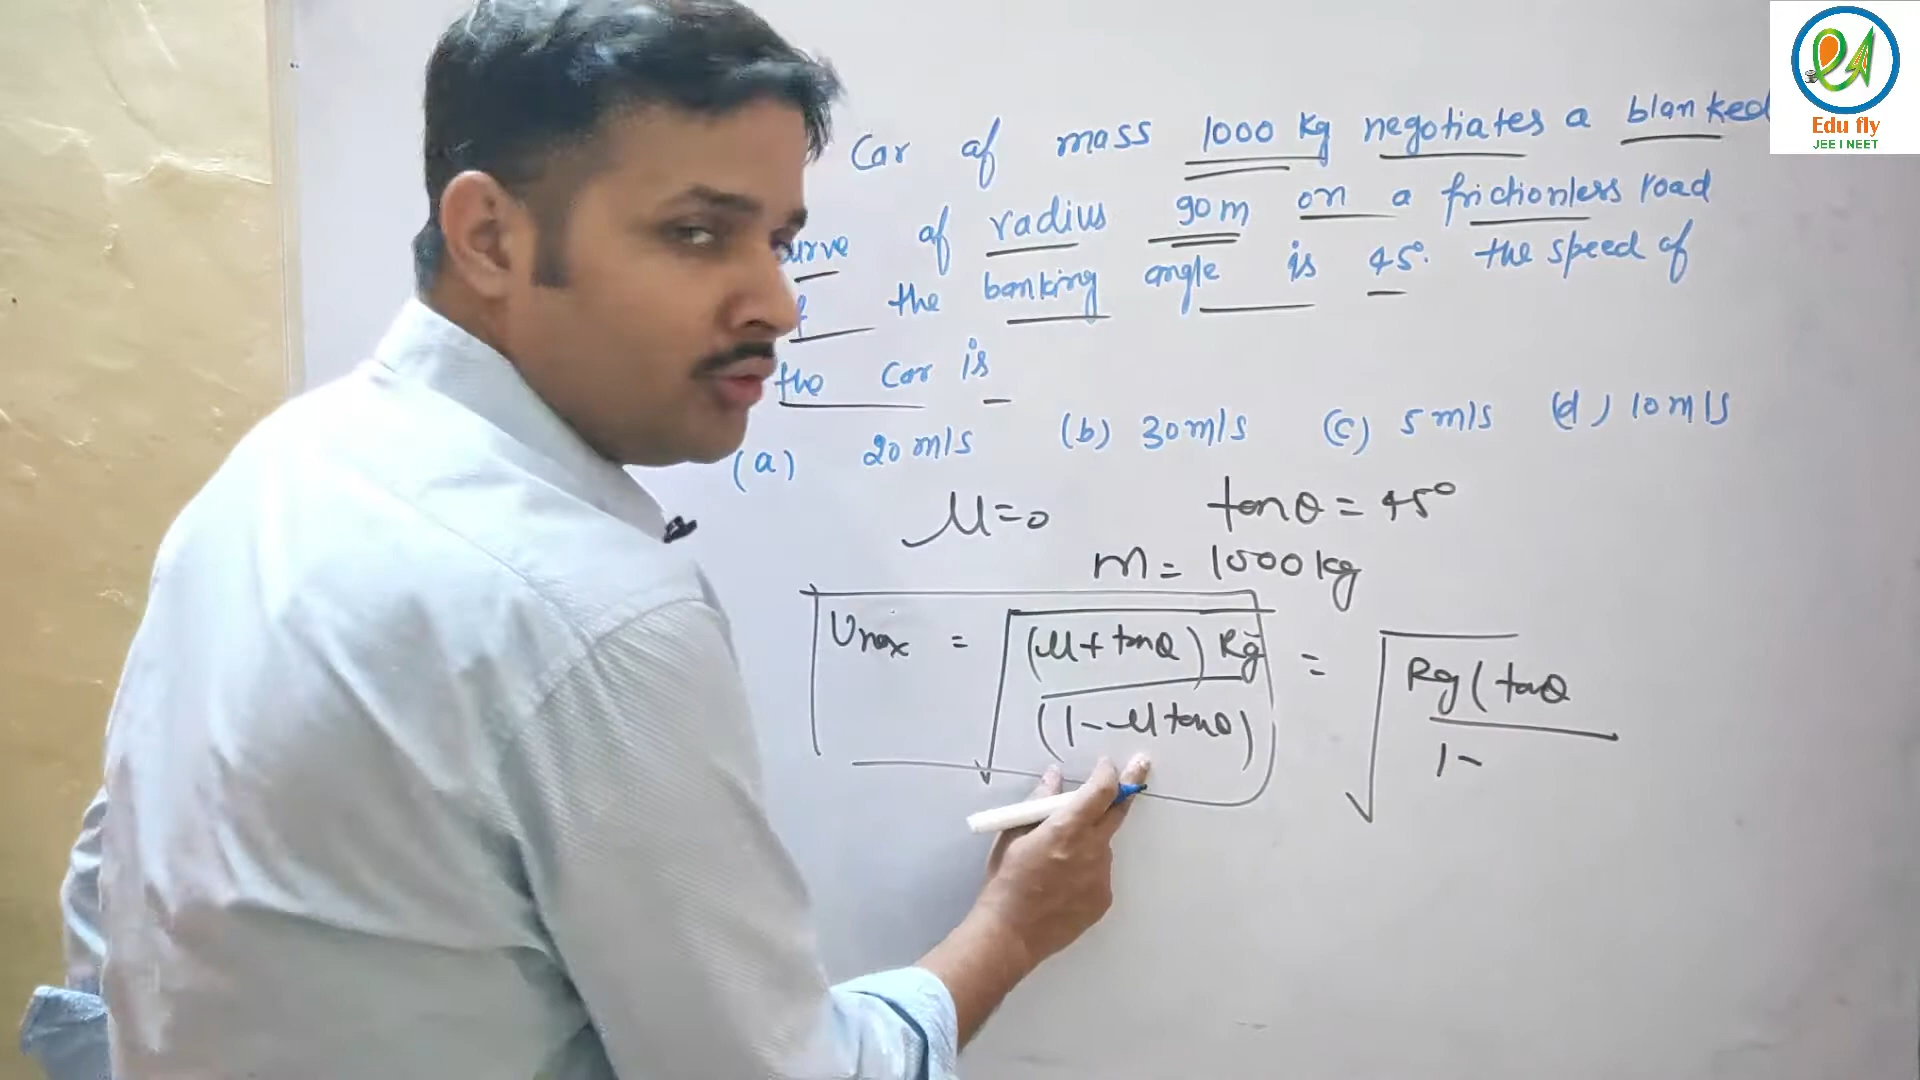 Car of mass 1000 Kg negotiates a blanked
urve of radius 90m on a frictionless road
f the banking angle is 45°. the speed of
the car is
(a) 20 m/s (b) 30 m/s (c) 5 m/s (d) 10 m/s
μ=0 tanθ = 45°
m = 1000 kg
Vmax = √(μ+tanθ) Rg / (1-μtanθ) = √Rg(tanθ / 1-
Edu fly
JEE I NEET